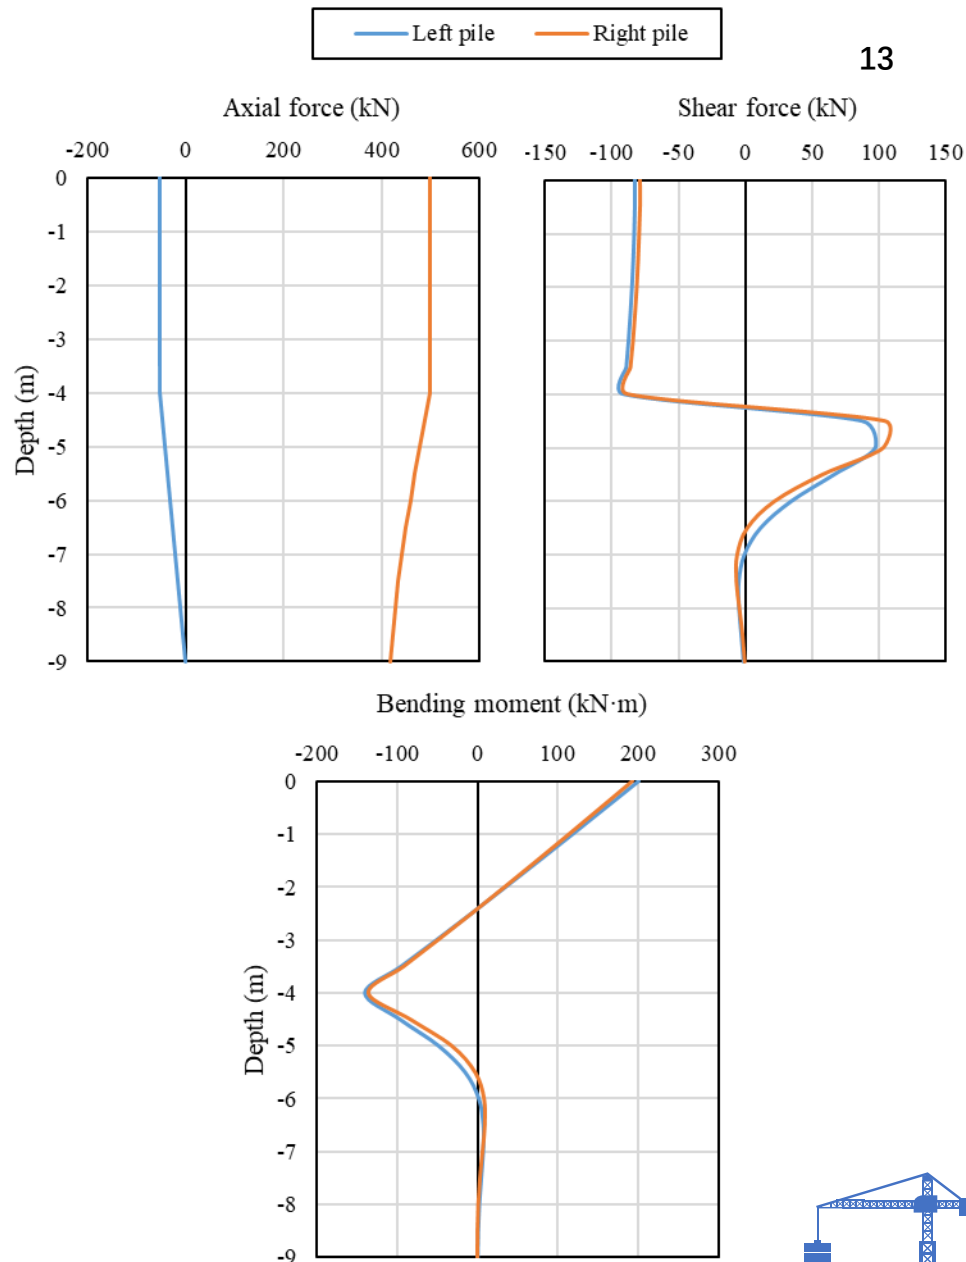 Left pile Right pile
13
Axial force (kN)
-200 0 200 400 600
Depth (m)
0
-1
-2
-3
-4
-5
-6
-7
-8
-9
Shear force (kN)
-150 -100 -50 0 50 100 150
Bending moment (kN·m)
-200 -100 0 100 200 300
Depth (m)
0
-1
-2
-3
-4
-5
-6
-7
-8
-9